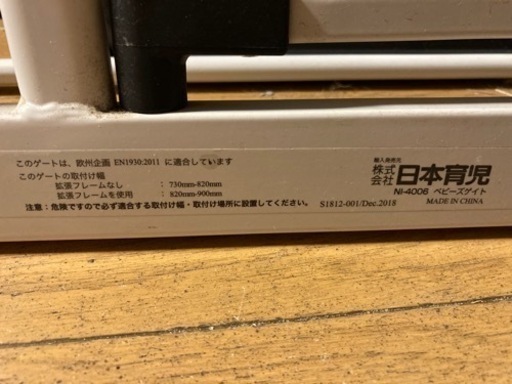 このゲートは、欧州企画 EN1930:2011 に適合しています
このゲートの取付け幅
拡張フレームなし : 730mm-820mm
拡張フレームを使用 : 820mm-900mm
注意：危険ですので必ず適合する取付け幅・取付け場所に設置してください。
S1812-001/Dec.2018
輸入発売元
株式会社 日本育児
NI-4006 ベビーズゲイト
MADE IN CHINA